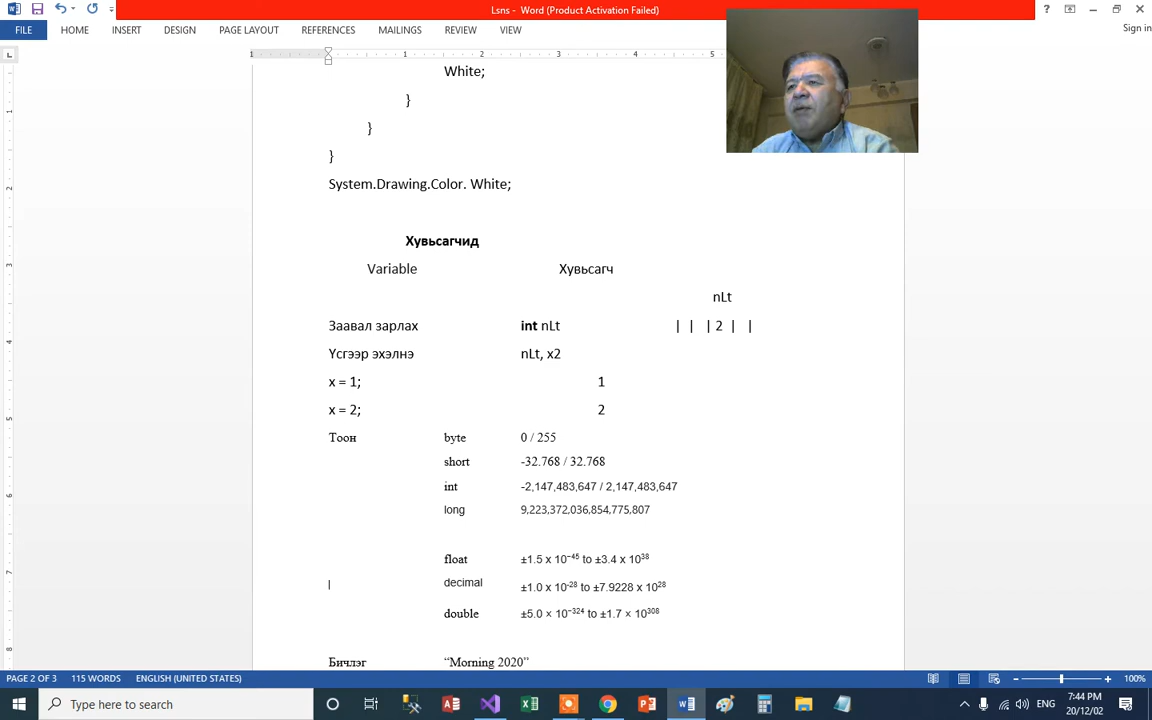 Lsns - Word (Product Activation Failed)
FILE HOME INSERT DESIGN PAGE LAYOUT REFERENCES MAILINGS REVIEW VIEW
Sign in
1 1 2 3 4 5
White;
}
}
}
System.Drawing.Color. White;
Хувьсагчид
Variable Хувьсагч
nLt
Заавал зарлах int nLt | | | 2 | |
Үсгээр эхэлнэ nLt, x2
x = 1; 1
x = 2; 2
Тоон byte 0 / 255
short -32.768 / 32.768
int -2,147,483,647 / 2,147,483,647
long 9,223,372,036,854,775,807
float ±1.5 x 10⁻⁴⁵ to ±3.4 x 10³⁸
decimal ±1.0 x 10⁻²⁸ to ±7.9228 x 10²⁸
double ±5.0 × 10⁻³²⁴ to ±1.7 × 10³⁰⁸
Бичлэг “Morning 2020”
PAGE 2 OF 3 115 WORDS ENGLISH (UNITED STATES) 100%
Type here to search
ENG
7:44 PM
20/12/02